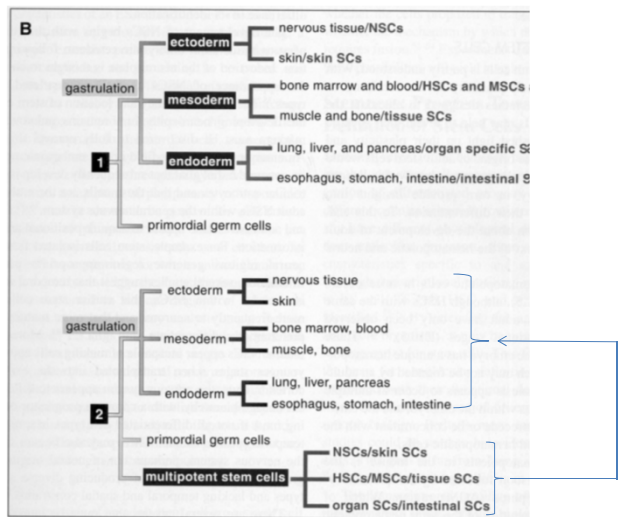 B
nervous tissue/NSCs
ectoderm
skin/skin SCs
gastrulation
bone marrow and blood/HSCs and MSCs
mesoderm
muscle and bone/tissue SCs
lung, liver, and pancreas/organ specific
1
endoderm
esophagus, stomach, intestine/intestinal
primordial germ cells
nervous tissue
ectoderm
skin
gastrulation
bone marrow, blood
mesoderm
muscle, bone
lung, liver, pancreas
endoderm
esophagus, stomach, intestine
2
primordial germ cells
NSCs/skin SCs
multipotent stem cells
HSCs/MSCs/tissue SCs
organ SCs/intestinal SCs